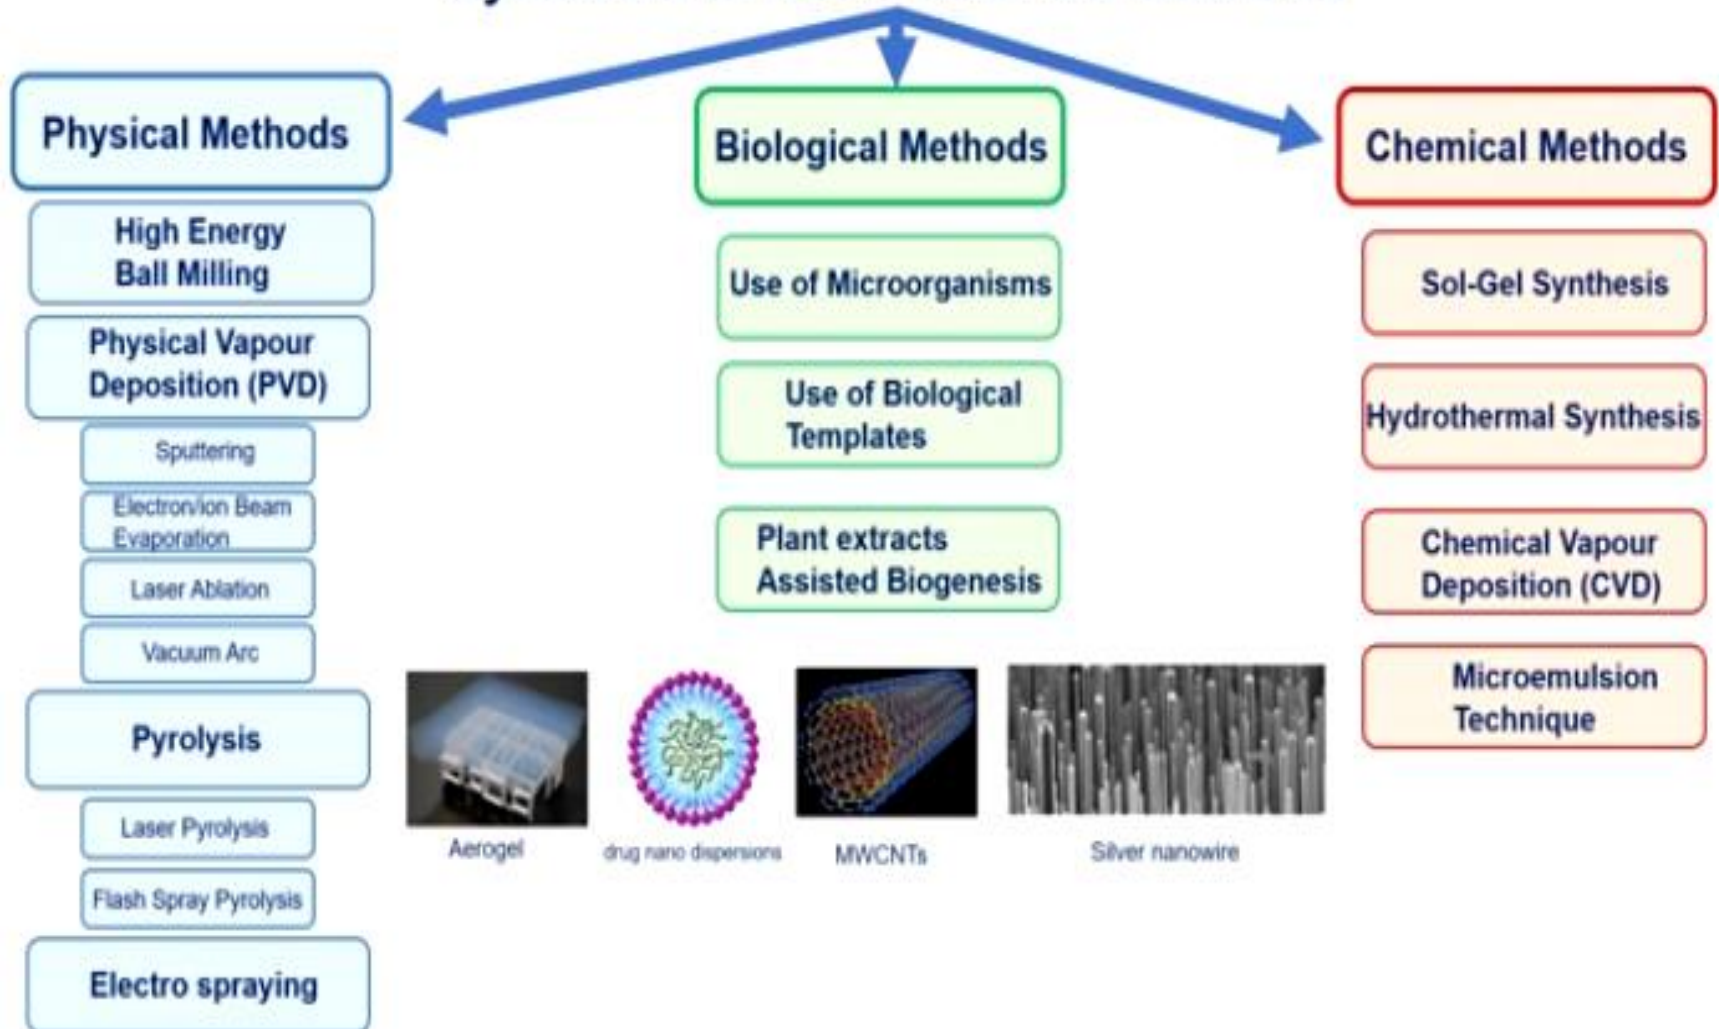 Physical Methods
High Energy
Ball Milling
Physical Vapour
Deposition (PVD)
Sputtering
Electron/ion Beam
Evaporation
Laser Ablation
Vacuum Arc
Pyrolysis
Laser Pyrolysis
Flash Spray Pyrolysis
Electro spraying
Biological Methods
Use of Microorganisms
Use of Biological
Templates
Plant extracts
Assisted Biogenesis
Chemical Methods
Sol-Gel Synthesis
Hydrothermal Synthesis
Chemical Vapour
Deposition (CVD)
Microemulsion
Technique
Aerogel
drug nano dispersions
MWCNTs
Silver nanowire